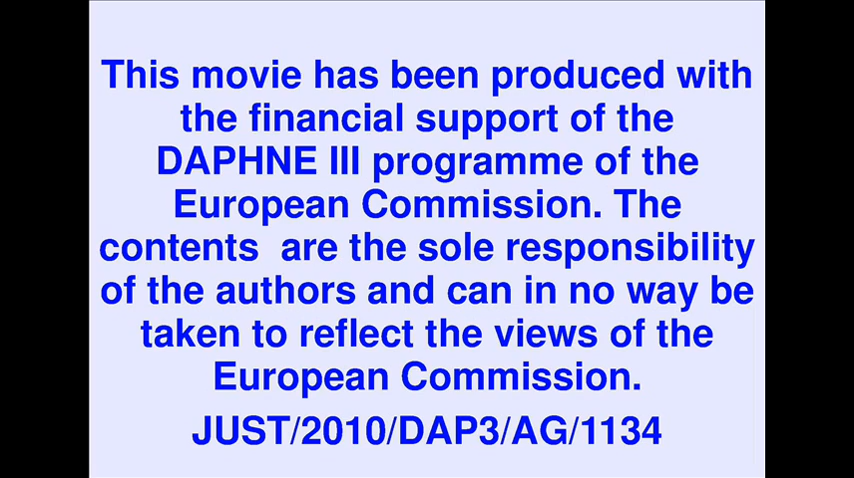 This movie has been produced with
the financial support of the
DAPHNE III programme of the
European Commission. The
contents  are the sole responsibility
of the authors and can in no way be
taken to reflect the views of the
European Commission.
JUST/2010/DAP3/AG/1134